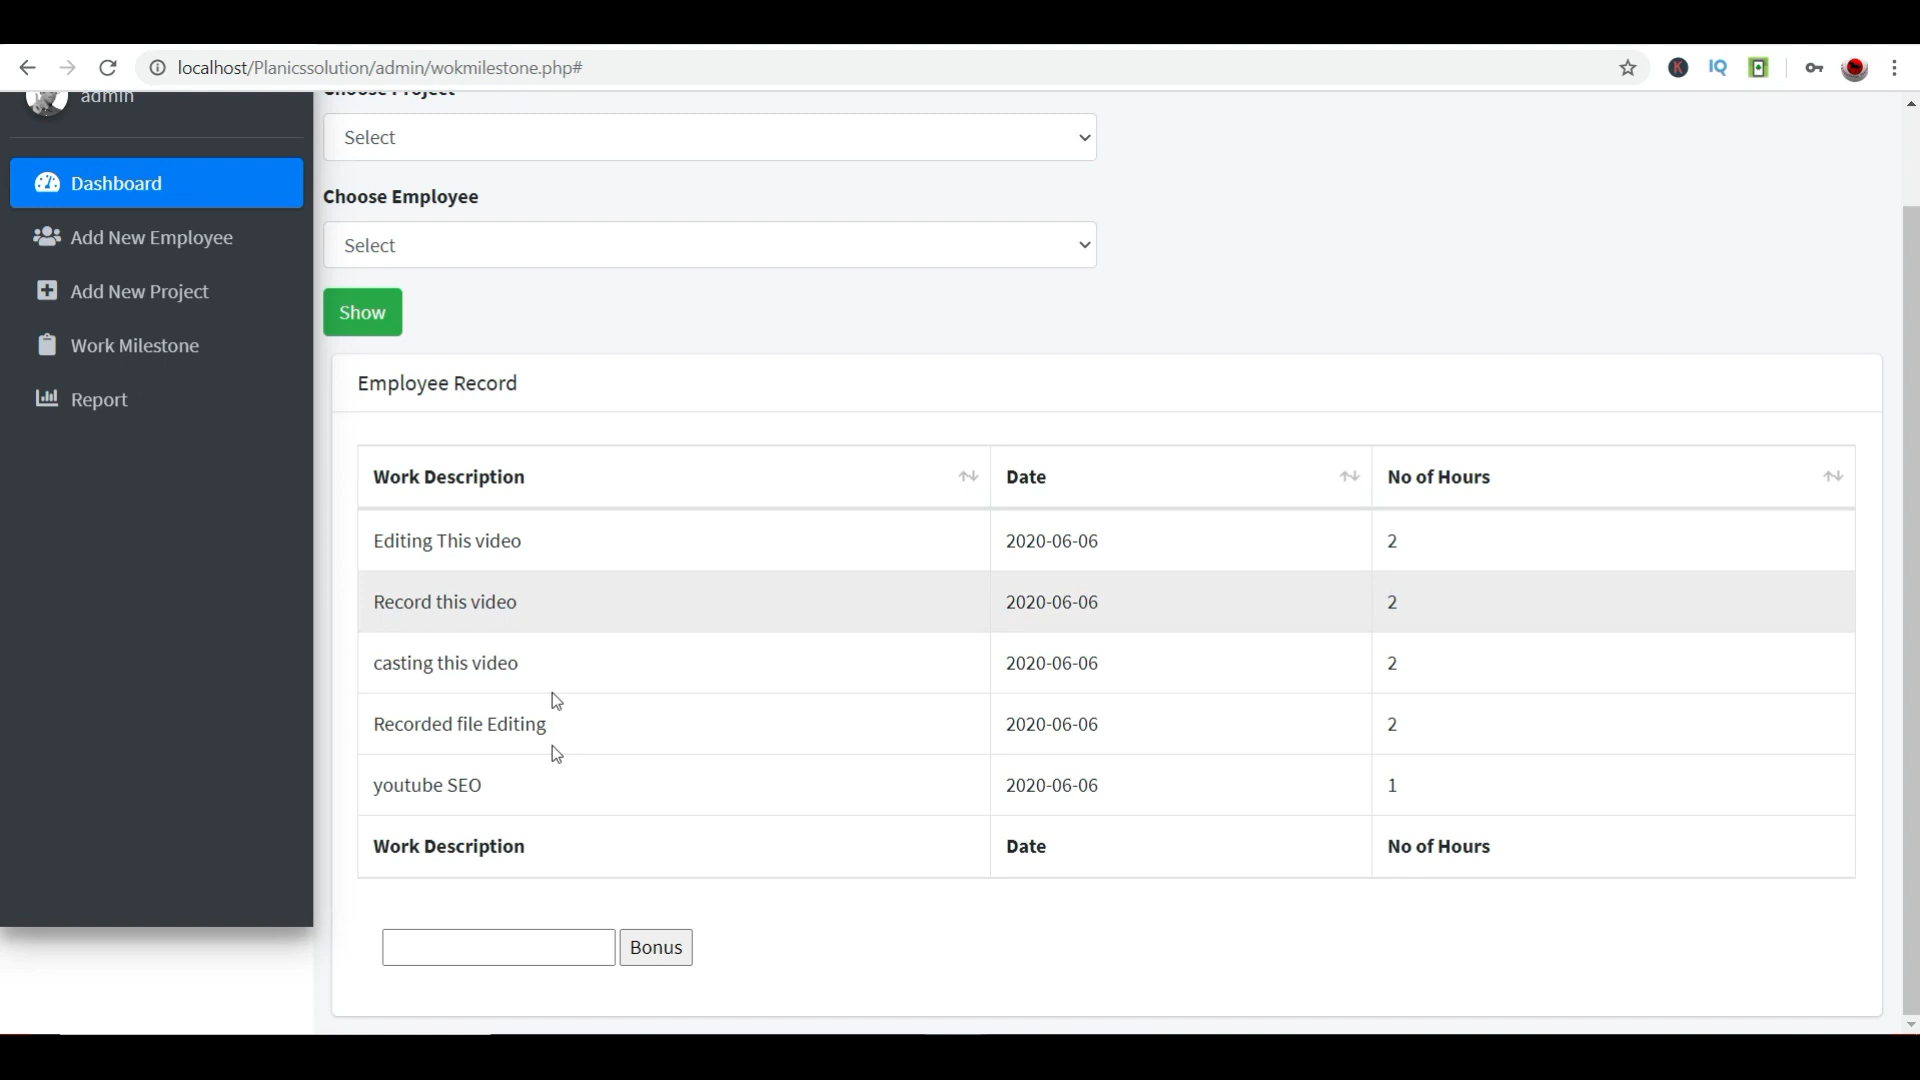 localhost/Planicssolution/admin/wokmilestone.php#
K
IQ
admin
Dashboard
Add New Employee
Add New Project
Work Milestone
Report
Choose Project
Select
Choose Employee
Select
Show
Employee Record
Work Description Date No of Hours
Editing This video 2020-06-06 2
Record this video 2020-06-06 2
casting this video 2020-06-06 2
Recorded file Editing 2020-06-06 2
youtube SEO 2020-06-06 1
Work Description Date No of Hours
Bonus